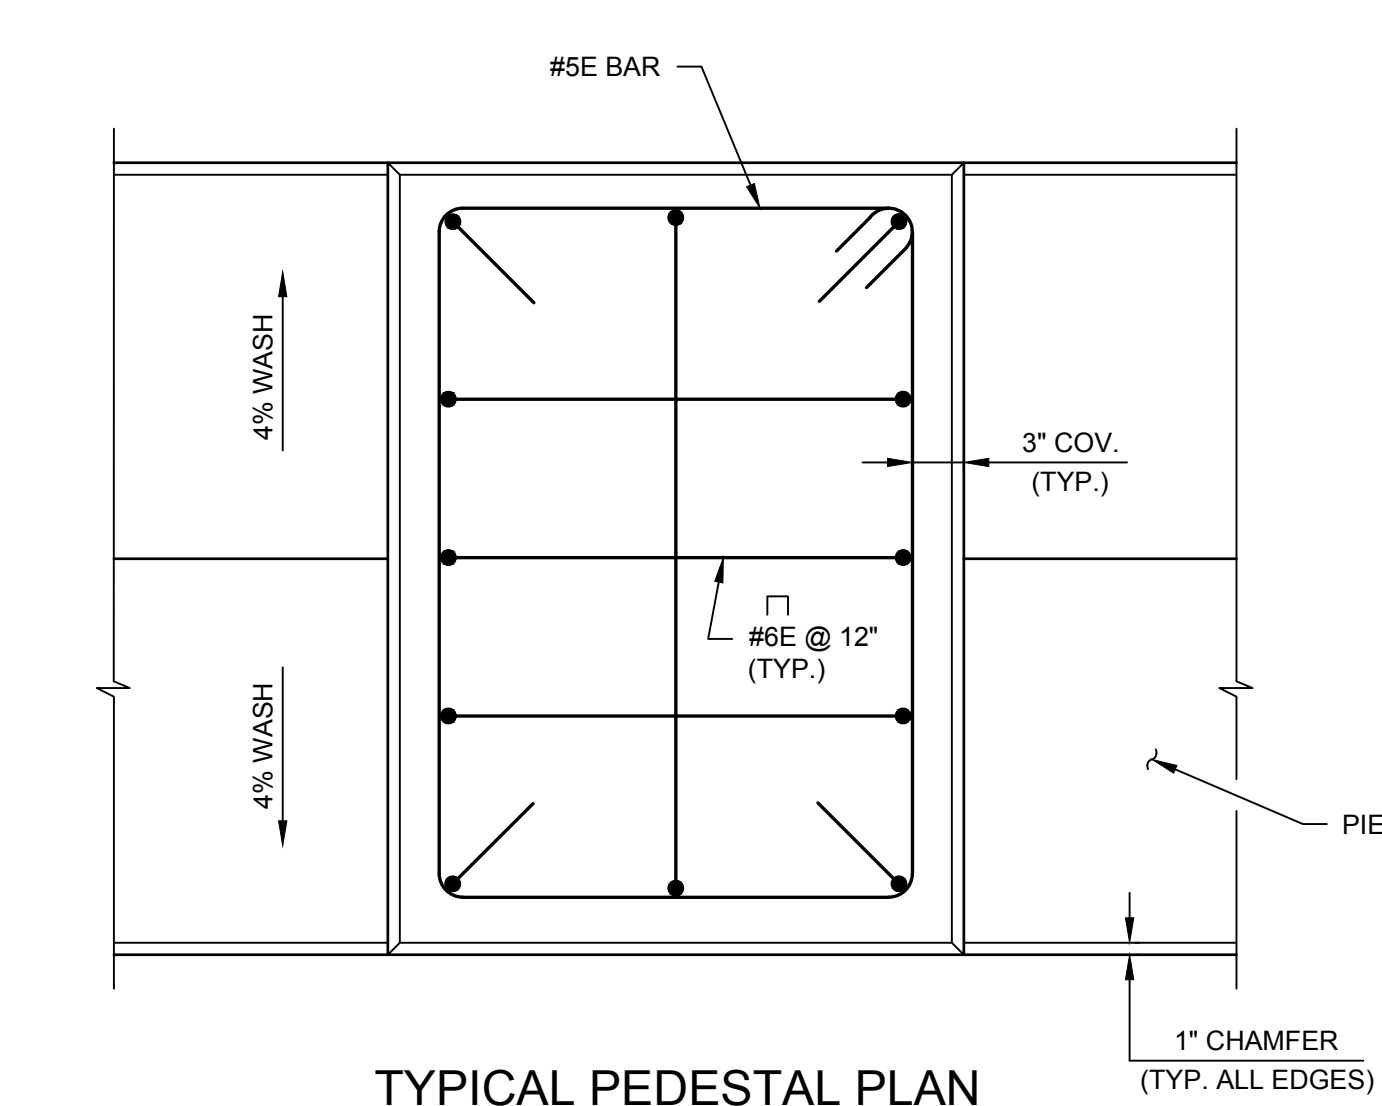 #5E BAR
4% WASH
3" COV.
(TYP.)
#6E @ 12"
(TYP.)
4% WASH
1" CHAMFER
(TYP. ALL EDGES)
TYPICAL PEDESTAL PLAN